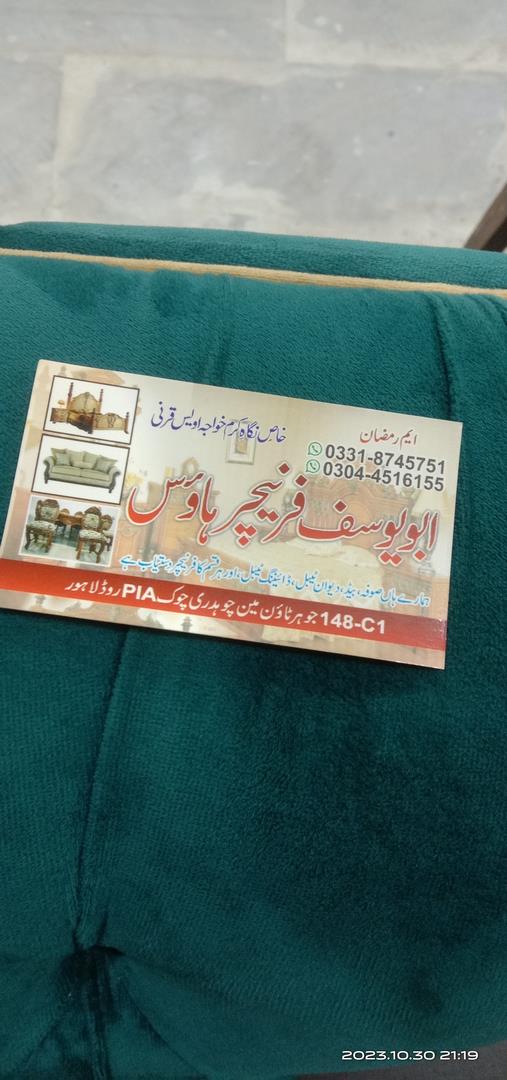 خاص نگاہ کرم خواجہ اویس قرنی
ایم رمضان
0331-8745751
0304-4516155
ابو یوسف فرنیچر ہاؤس
ہمارے ہاں صوفہ، بیڈ، دیوان ٹیبل، ڈائننگ ٹیبل، اور ہر قسم کا فرنیچر دستیاب ہے
148-C1 جوہر ٹاؤن مین چوہدری چوک PIA روڈ لاہور
2023.10.30 21:19